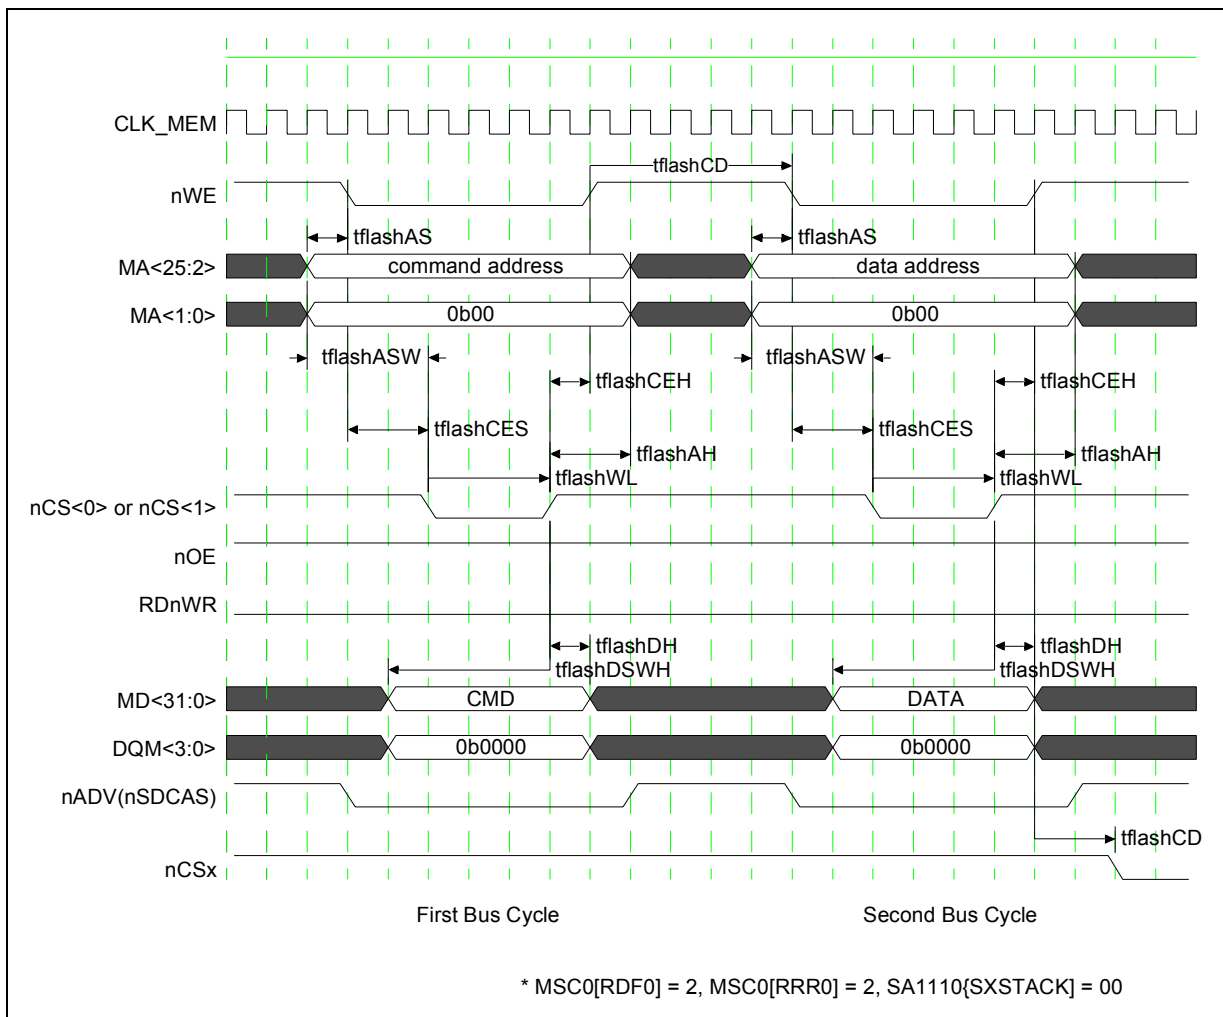 CLK_MEM
tflashCD
nWE
tflashAS tflashAS
MA<25:2> command address data address
MA<1:0> 0b00 0b00
tflashASW tflashASW
tflashCEH tflashCEH
tflashCES tflashCES
tflashAH tflashAH
tflashWL tflashWL
nCS<0> or nCS<1>
nOE
RDnWR
tflashDH tflashDH
tflashDSWH tflashDSWH
MD<31:0> CMD DATA
DQM<3:0> 0b0000 0b0000
nADV(nSDCAS)
tflashCD
nCSx
First Bus Cycle Second Bus Cycle
* MSC0[RDF0] = 2, MSC0[RRR0] = 2, SA1110{SXSTACK] = 00